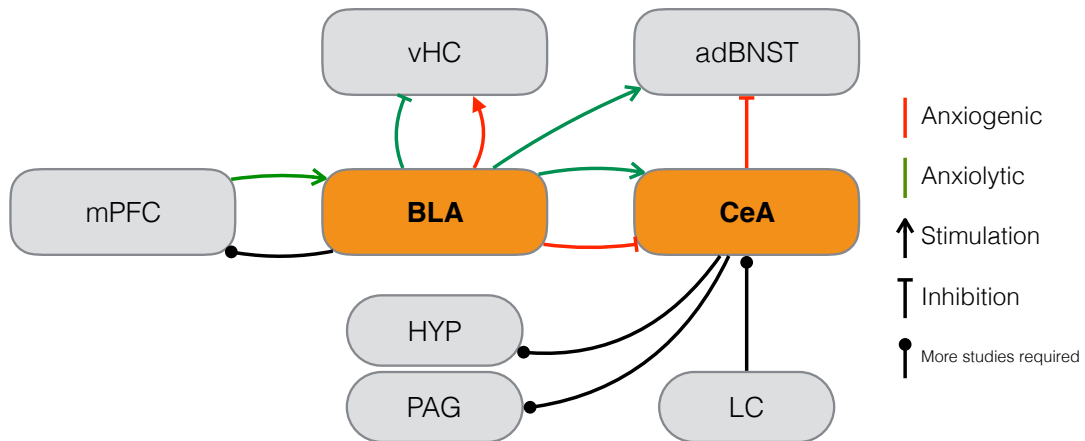 vHC
adBNST
Anxiogenic
mPFC
BLA
CeA
Anxiolytic
Stimulation
Inhibition
HYP
More studies required
PAG
LC